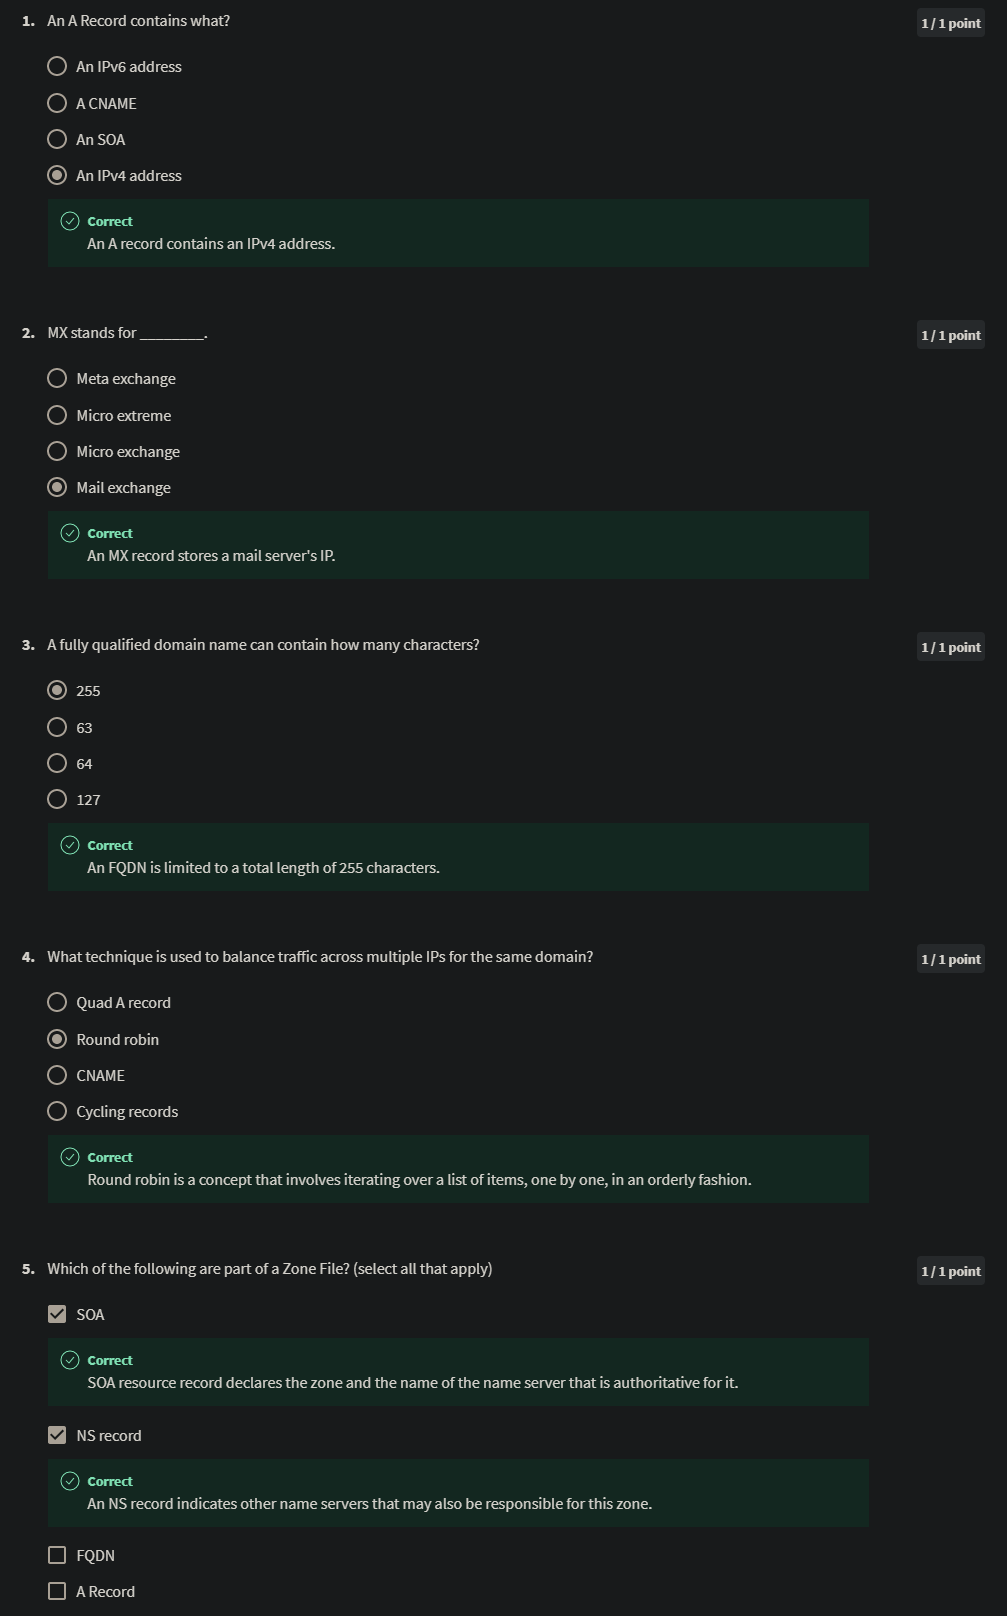 1. An A Record contains what?
1 / 1 point
An IPv6 address
A CNAME
An SOA
An IPv4 address
Correct
An A record contains an IPv4 address.
2. MX stands for ________.
1 / 1 point
Meta exchange
Micro extreme
Micro exchange
Mail exchange
Correct
An MX record stores a mail server's IP.
3. A fully qualified domain name can contain how many characters?
1 / 1 point
255
63
64
127
Correct
An FQDN is limited to a total length of 255 characters.
4. What technique is used to balance traffic across multiple IPs for the same domain?
1 / 1 point
Quad A record
Round robin
CNAME
Cycling records
Correct
Round robin is a concept that involves iterating over a list of items, one by one, in an orderly fashion.
5. Which of the following are part of a Zone File? (select all that apply)
1 / 1 point
SOA
Correct
SOA resource record declares the zone and the name of the name server that is authoritative for it.
NS record
Correct
An NS record indicates other name servers that may also be responsible for this zone.
FQDN
A Record